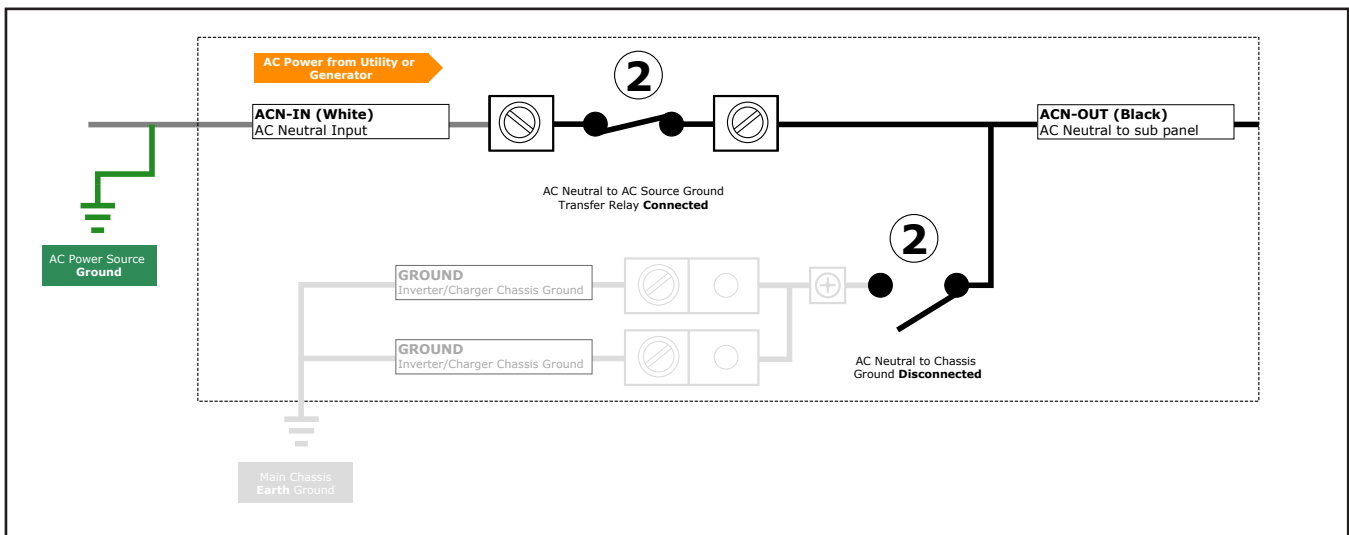 AC Power from Utility or
Generator
2
ACN-IN (White)
AC Neutral Input
ACN-OUT (Black)
AC Neutral to sub panel
AC Neutral to AC Source Ground
Transfer Relay Connected
2
AC Power Source
Ground
GROUND
Inverter/Charger Chassis Ground
GROUND
Inverter/Charger Chassis Ground
AC Neutral to Chassis
Ground Disconnected
Main Chassis
Earth Ground